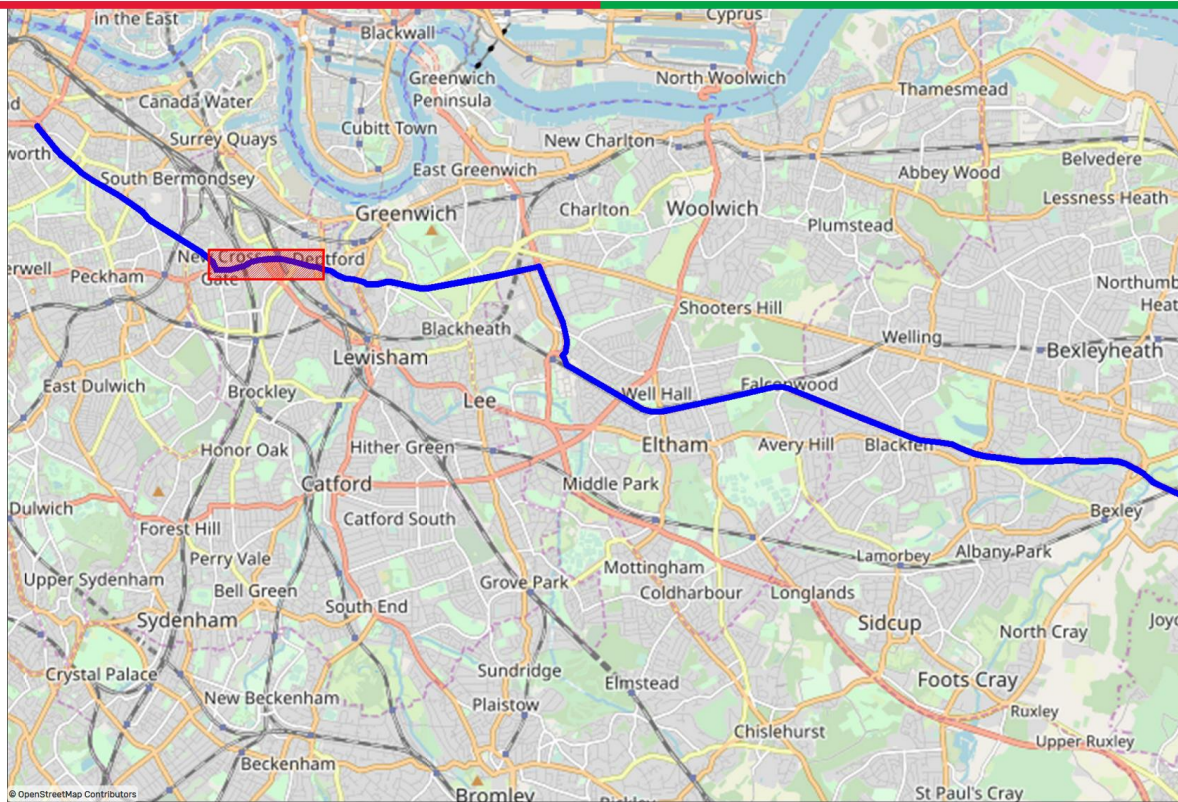 in the East
Cyprus
Blackwall
Greenwich
Peninsula
North Woolwich
Thamesmead
Canada Water
Cubitt Town
New Charlton
Surrey Quays
Belvedere
worth
South Bermondsey
East Greenwich
Abbey Wood
Lessness Heath
Greenwich
Charlton
Woolwich
Plumstead
New Cross
Gate
Deptford
erwell
Peckham
Northumb
Heat
Shooters Hill
Blackheath
Welling
Lewisham
Bexleyheath
East Dulwich
Brockley
Lee
Well Hall
Falconwood
Honor Oak
Hither Green
Eltham
Avery Hill
Blackfen
Catford
Middle Park
Dulwich
Forest Hill
Catford South
Bexley
Perry Vale
Lamorbey
Albany Park
Upper Sydenham
Bell Green
Grove Park
Mottingham
Coldharbour
Longlands
South End
Sydenham
Sidcup
North Cray
Joyd
Crystal Palace
Sundridge
Elmstead
Foots Cray
New Beckenham
Plaistow
Ruxley
Chislehurst
Upper Ruxley
Beckenham
Bromley
St Paul's Cray
© OpenStreetMap Contributors